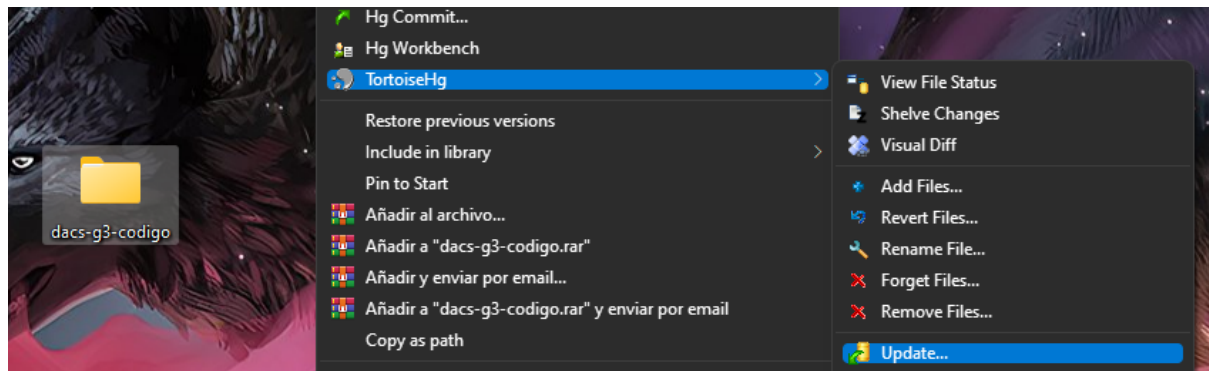 Hg Commit...
Hg Workbench
TortoiseHg
Restore previous versions
Include in library
Pin to Start
Añadir al archivo...
Añadir a "dacs-g3-codigo.rar"
Añadir y enviar por email...
Añadir a "dacs-g3-codigo.rar" y enviar por email
Copy as path
View File Status
Shelve Changes
Visual Diff
Add Files...
Revert Files...
Rename File...
Forget Files...
Remove Files...
Update...
dacs-g3-codigo